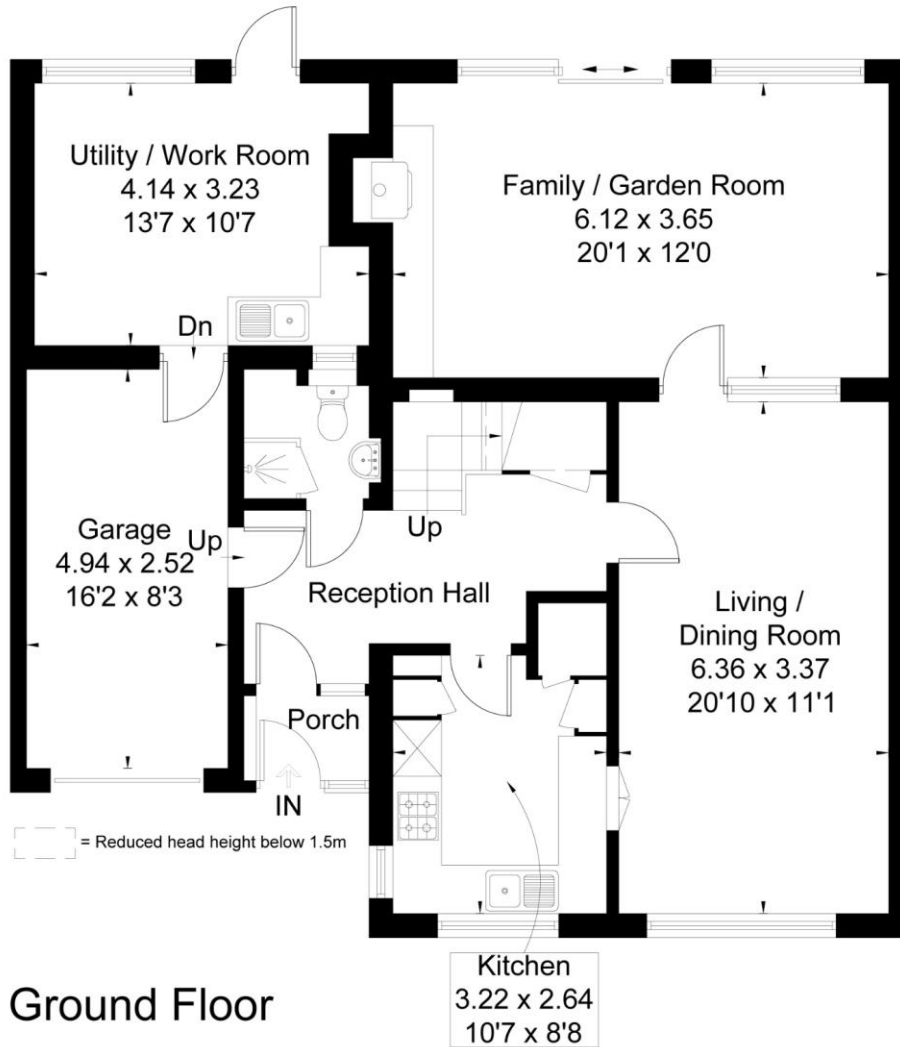 Utility / Work Room
4.14 x 3.23
13'7 x 10'7
Family / Garden Room
6.12 x 3.65
20'1 x 12'0
Dn
Garage
4.94 x 2.52
16'2 x 8'3
Up
Up
Reception Hall
Living /
Dining Room
6.36 x 3.37
20'10 x 11'1
Porch
IN
= Reduced head height below 1.5m
Kitchen
3.22 x 2.64
10'7 x 8'8
Ground Floor